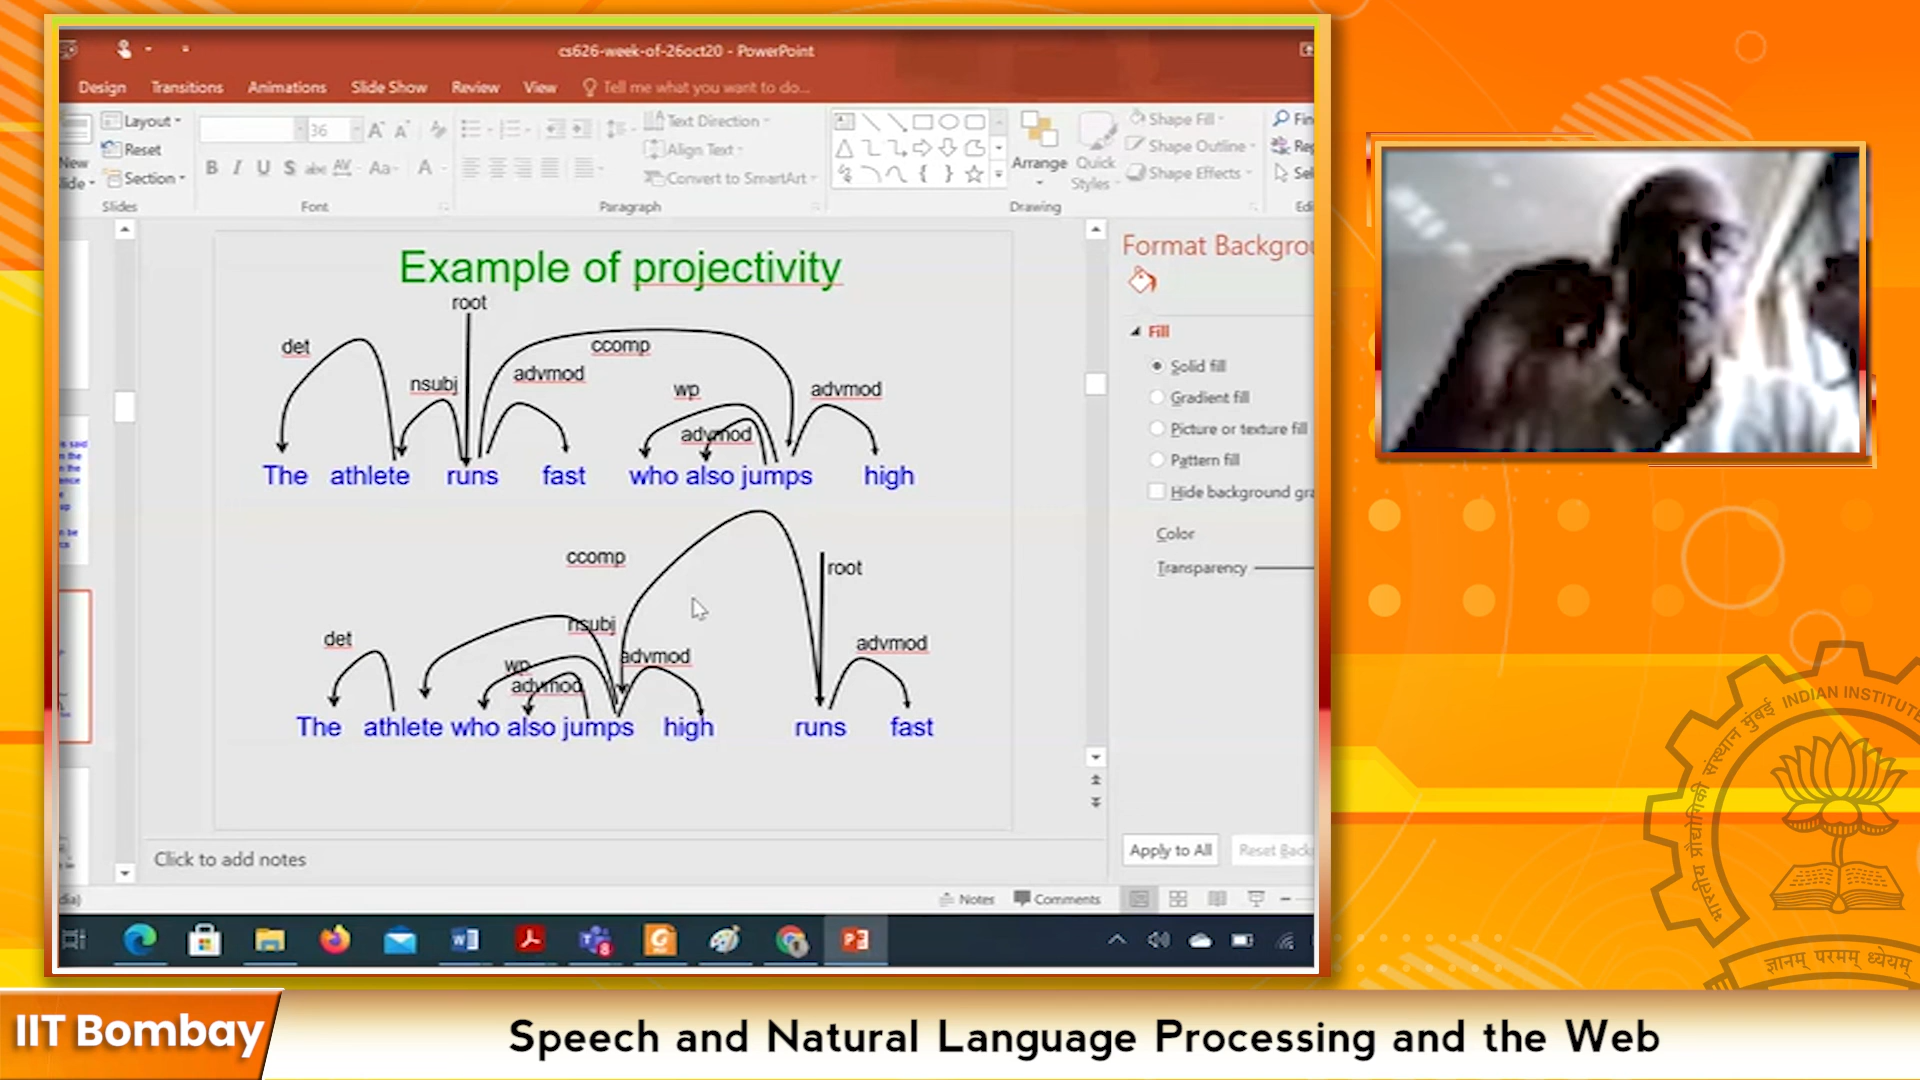 cs626-week-of-26oct20 - PowerPoint
Design Transitions Animations Slide Show Review View Tell me what you want to do...
Layout
Reset
Section
Slides
36
B I U S abc AV Aa A
Font
Text Direction
Align Text
Convert to SmartArt
Paragraph
Arrange
Quick
Styles
Shape Fill
Shape Outline
Shape Effects
Drawing
Example of projectivity
root
det
ccomp
nsubj
advmod
wp
advmod
advmod
The athlete runs fast who also jumps high
ccomp
root
nsubj
det
advmod
wp
advmod
advmod
The athlete who also jumps high runs fast
Click to add notes
Fill
Solid fill
Gradient fill
Picture or texture fill
Pattern fill
Hide background
Color
Transparency
Apply to All
Notes Comments
INDIAN INSTITUTE
ज्ञानम् परमम् ध्येयम्
IIT Bombay
Speech and Natural Language Processing and the Web